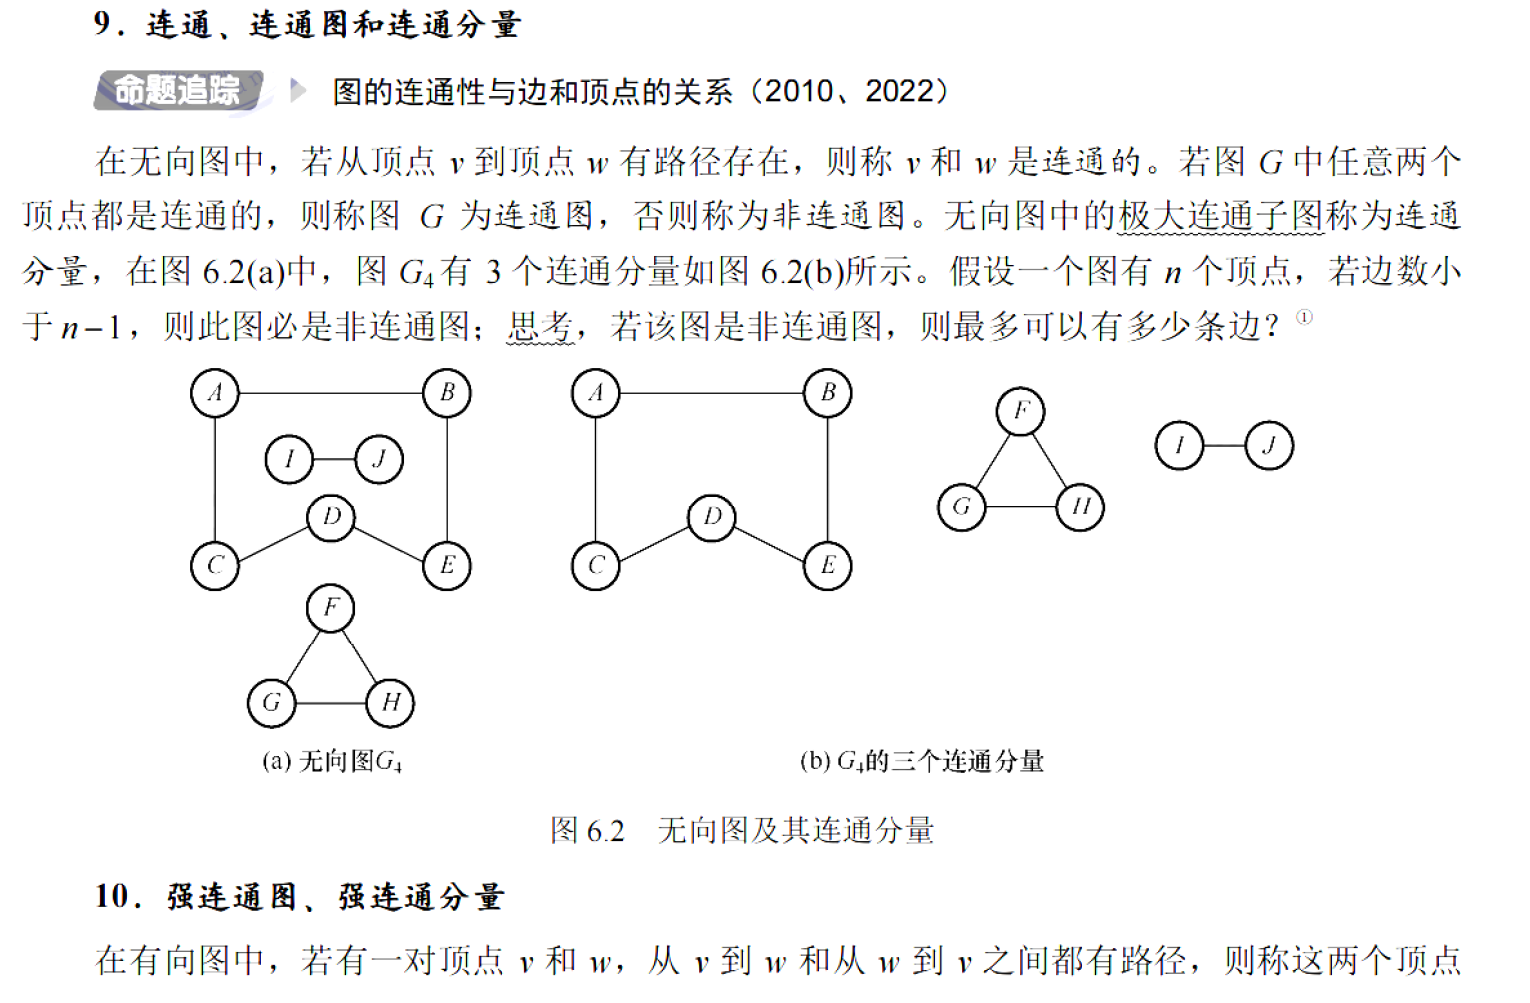 9．连通、连通图和连通分量
命题追踪 图的连通性与边和顶点的关系（2010、2022）
在无向图中，若从顶点 v 到顶点 w 有路径存在，则称 v 和 w 是连通的。若图 G 中任意两个
顶点都是连通的，则称图 G 为连通图，否则称为非连通图。无向图中的极大连通子图称为连通
分量，在图 6.2(a)中，图 G4 有 3 个连通分量如图 6.2(b)所示。假设一个图有 n 个顶点，若边数小
于 n−1，则此图必是非连通图；思考，若该图是非连通图，则最多可以有多少条边？①
A B A B
F
I J I J
D D G H
C E C E
F
G H
(a) 无向图G4 (b) G4的三个连通分量
图 6.2 无向图及其连通分量
10．强连通图、强连通分量
在有向图中，若有一对顶点 v 和 w，从 v 到 w 和从 w 到 v 之间都有路径，则称这两个顶点